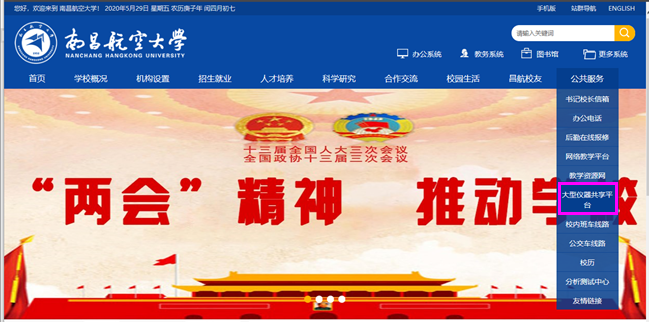 您好，欢迎来到 南昌航空大学！ 2020年5月29日 星期五 农历庚子年 闰四月初七
手机版 站群导航 ENGLISH
南昌航空大学
NANCHANG HANGKONG UNIVERSITY
请输入关键词
办公系统 教务系统 图书馆 更多系统
首页 学校概况 机构设置 招生就业 人才培养 科学研究 合作交流 校园生活 昌航校友 公共服务
书记校长信箱
办公电话
后勤在线报修
网络教学平台
教学资源网
大型仪器共享平
台
校内班车线路
公交车线路
校历
分析测试中心
友情链接
十三届全国人大三次会议
全国政协十三届三次会议
“两会”精神 推动学校